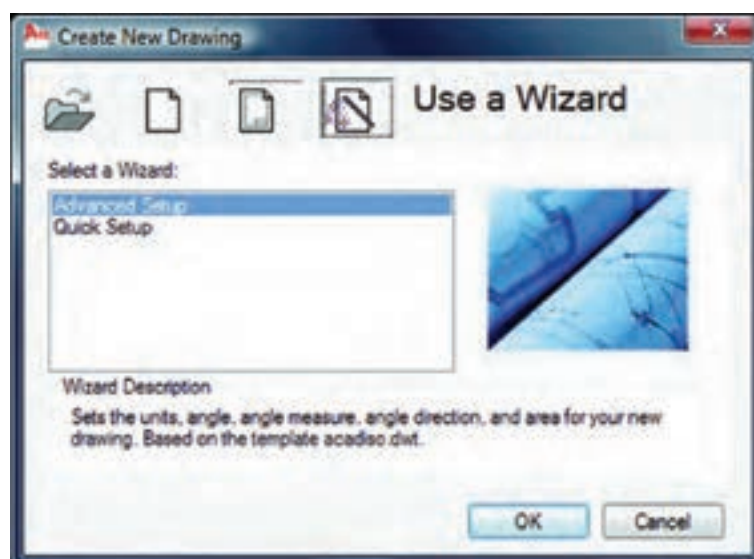 Create New Drawing
Use a Wizard
Select a Wizard:
Advanced Setup
Quick Setup
Wizard Description
Sets the units, angle, angle measure, angle direction, and area for your new
drawing. Based on the template acadiso.dwt.
OK
Cancel